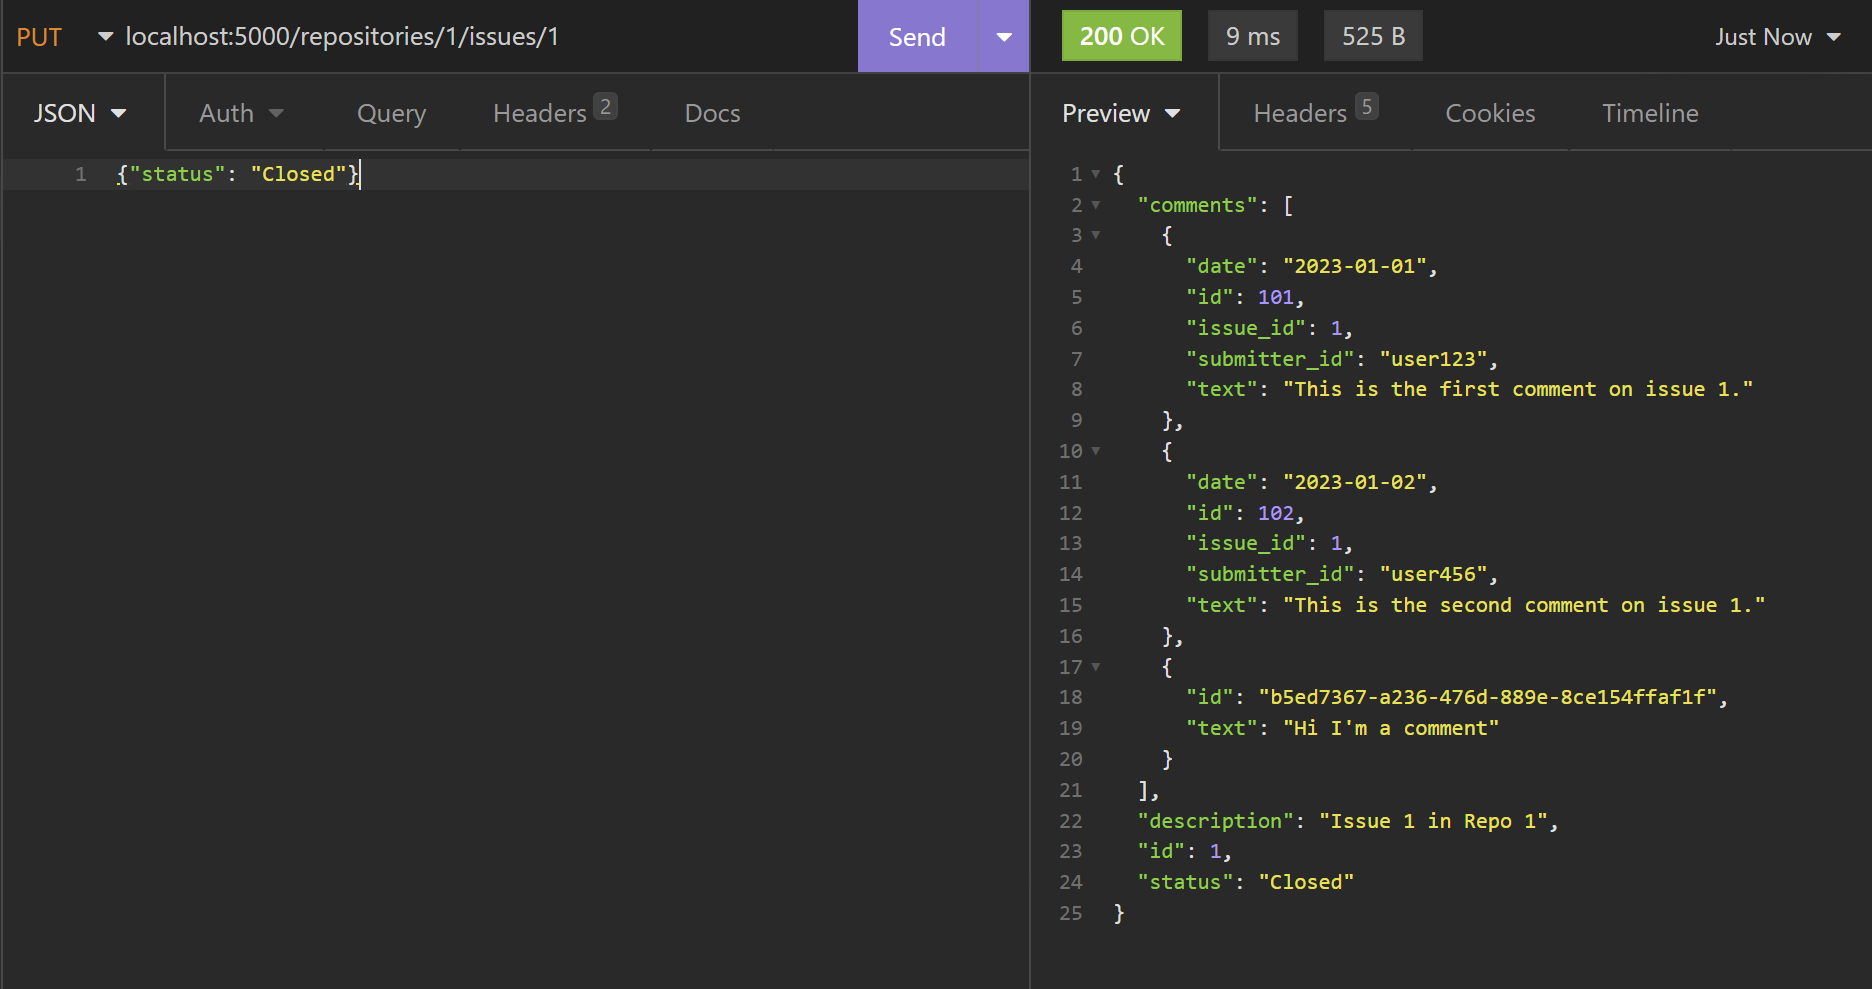 PUT localhost:5000/repositories/1/issues/1 Send
200 OK 9 ms 525 B Just Now
JSON Auth Query Headers 2 Docs
Preview Headers 5 Cookies Timeline
1 {"status": "Closed"}
1 {
2 "comments": [
3 {
4 "date": "2023-01-01",
5 "id": 101,
6 "issue_id": 1,
7 "submitter_id": "user123",
8 "text": "This is the first comment on issue 1."
9 },
10 {
11 "date": "2023-01-02",
12 "id": 102,
13 "issue_id": 1,
14 "submitter_id": "user456",
15 "text": "This is the second comment on issue 1."
16 },
17 {
18 "id": "b5ed7367-a236-476d-889e-8ce154ffaf1f",
19 "text": "Hi I'm a comment"
20 }
21 ],
22 "description": "Issue 1 in Repo 1",
23 "id": 1,
24 "status": "Closed"
25 }